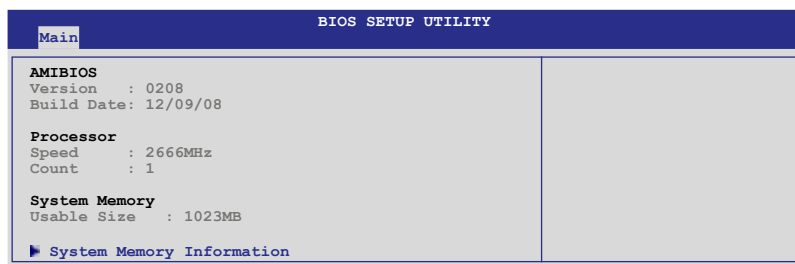 BIOS SETUP UTILITY
Main
AMIBIOS
Version : 0208
Build Date: 12/09/08
Processor
Speed : 2666MHz
Count : 1
System Memory
Usable Size : 1023MB
System Memory Information